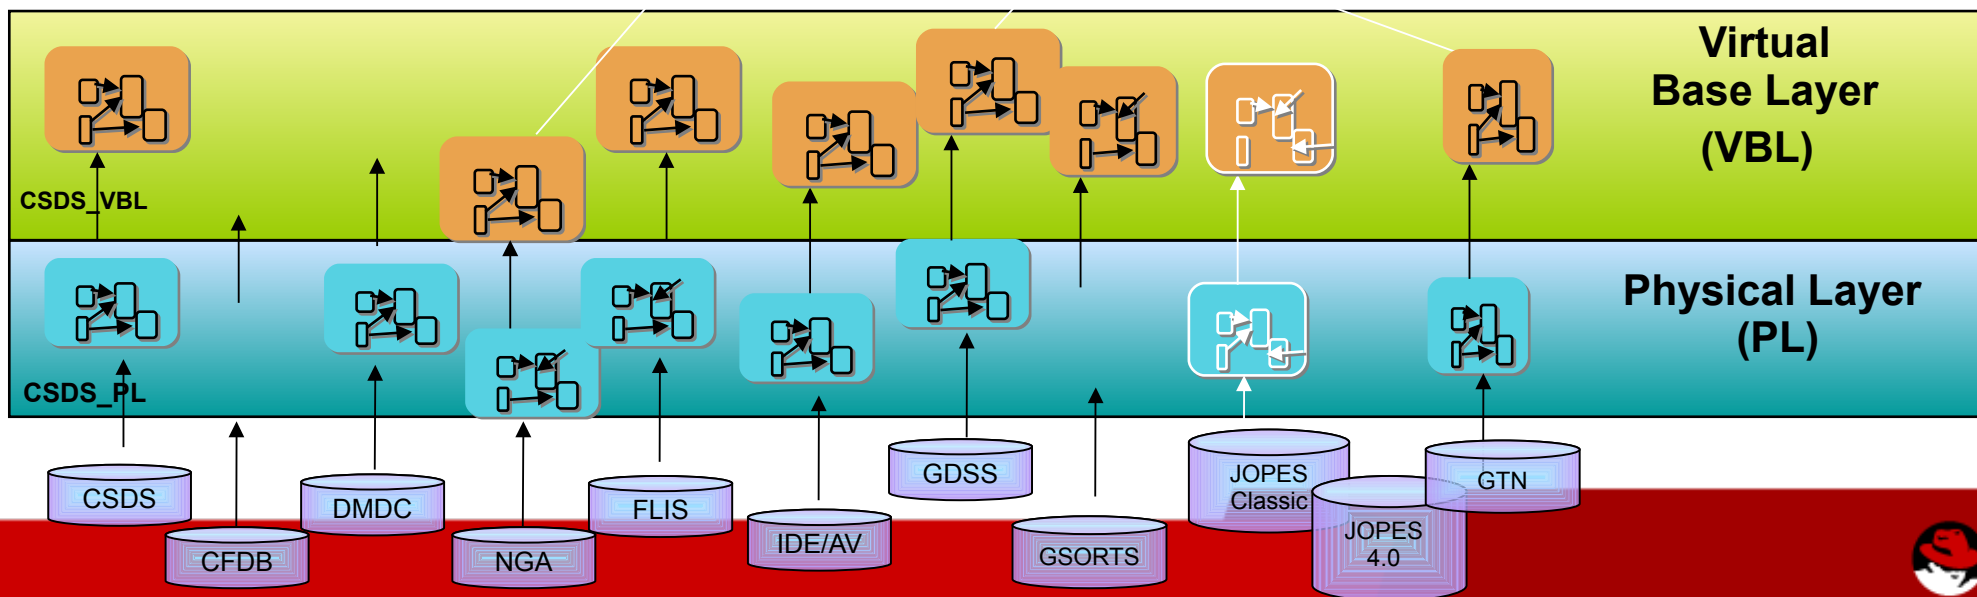 Virtual
Base Layer
(VBL)
CSDS_VBL
Physical Layer
(PL)
CSDS_PL
CSDS
CFDB
DMDC
NGA
FLIS
IDE/AV
GDSS
GSORTS
JOPES
Classic
JOPES
4.0
GTN